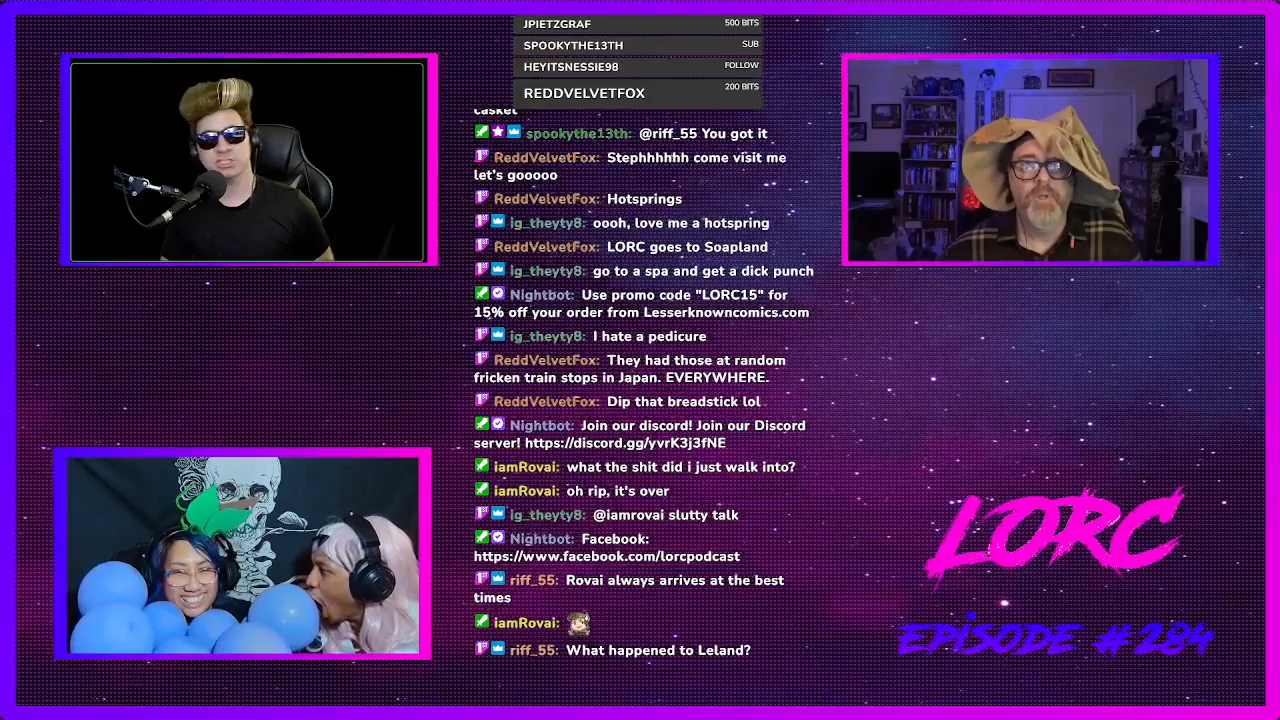 JPIETZGRAF 500 BITS
SPOOKYTHE13TH SUB
HEYITSNESSIE98 FOLLOW
REDDVELVETFOX 200 BITS
casket
spookythe13th: @riff_55 You got it
ReddVelvetFox: Stephhhhhh come visit me
let's gooooo
ReddVelvetFox: Hotsprings
ig_theyty8: oooh, love me a hotspring
ReddVelvetFox: LORC goes to Soapland
ig_theyty8: go to a spa and get a dick punch
Nightbot: Use promo code "LORC15" for
15% off your order from Lesserknowncomics.com
ig_theyty8: I hate a pedicure
ReddVelvetFox: They had those at random
fricken train stops in Japan. EVERYWHERE.
ReddVelvetFox: Dip that breadstick lol
Nightbot: Join our discord! Join our Discord
server! https://discord.gg/yvrK3j3fNE
iamRovai: what the shit did i just walk into?
iamRovai: oh rip, it's over
ig_theyty8: @iamrovai slutty talk
Nightbot: Facebook:
https://www.facebook.com/lorcpodcast
riff_55: Rovai always arrives at the best
times
iamRovai:
riff_55: What happened to Leland?
LORC
EPISODE #284